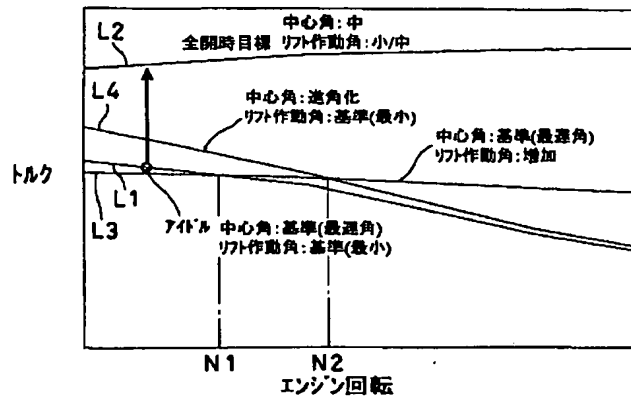 中心角:中
全開時目標 リフト作動角:小/中
L2
L4
中心角:進角化
リフト作動角:基準(最小)
中心角:基準(最遅角)
リフト作動角:増加
トルク
L1
L3
アイドル
中心角:基準(最遅角)
リフト作動角:基準(最小)
N1
N2
エンジン回転